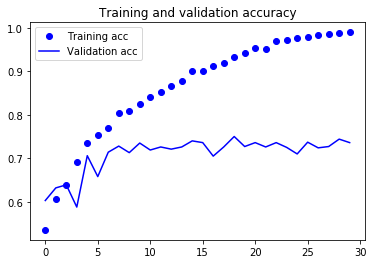 Training and validation accuracy
Training acc
Validation acc
1.0
0.9
0.8
0.7
0.6
0 5 10 15 20 25 30